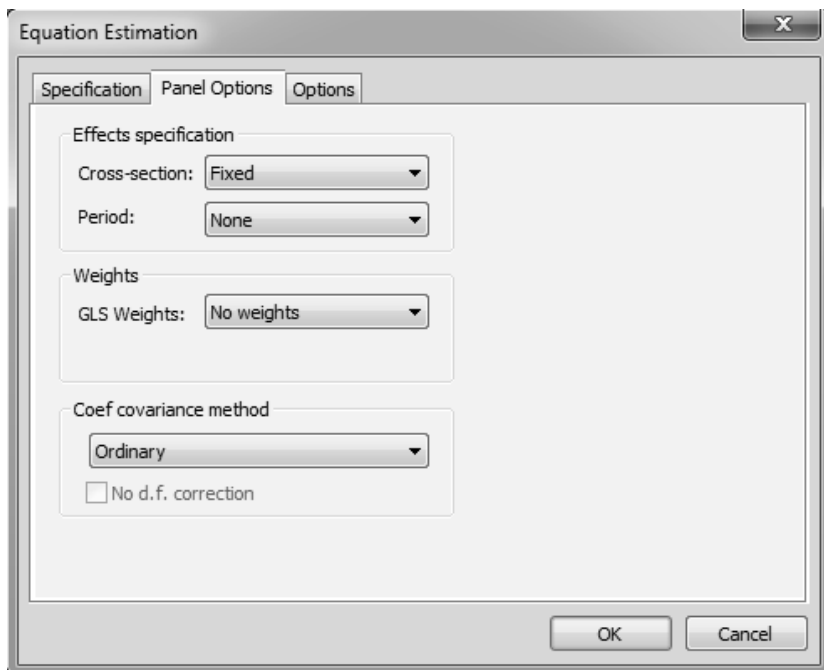 Equation Estimation
Specification Panel Options Options
Effects specification
Cross-section: Fixed
Period: None
Weights
GLS Weights: No weights
Coef covariance method
Ordinary
No d.f. correction
OK Cancel